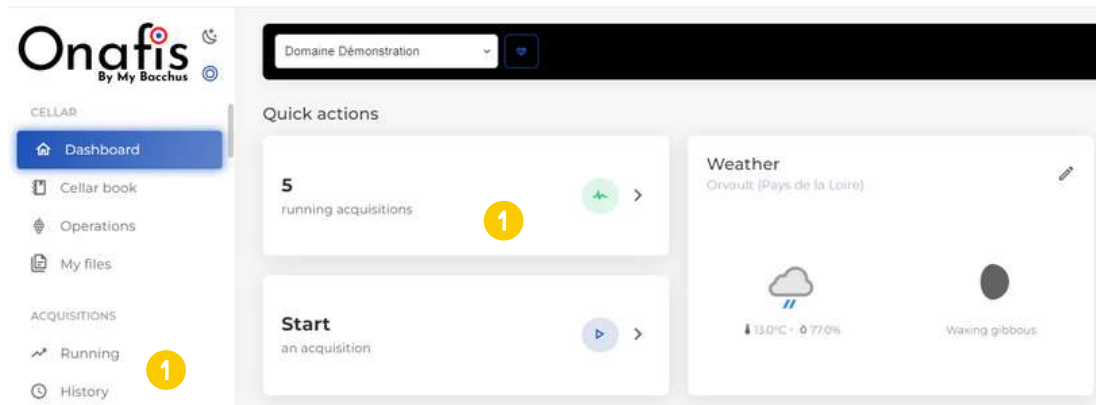 Onafis
By My Bacchus
CELLAR
Dashboard
Cellar book
Operations
My files
ACQUISITIONS
Running
1
History
Domaine Démonstration
Quick actions
5
running acquisitions
1
Start
an acquisition
Weather
Orvault (Pays de la Loire)
13.0°C - 77.0%
Waxing gibbous